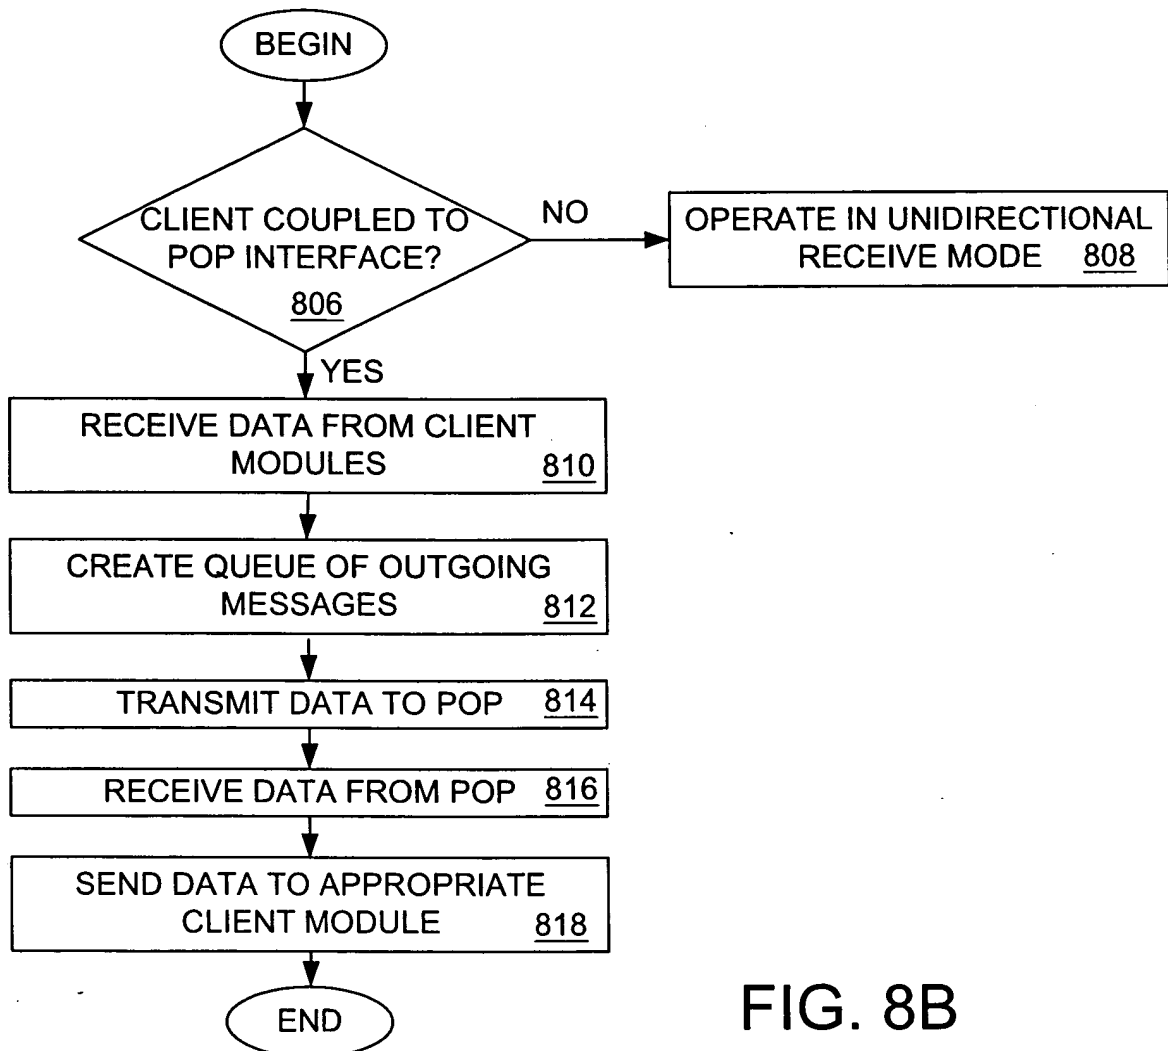 BEGIN
CLIENT COUPLED TO
POP INTERFACE?
806
NO
OPERATE IN UNIDIRECTIONAL
RECEIVE MODE 808
YES
RECEIVE DATA FROM CLIENT
MODULES 810
CREATE QUEUE OF OUTGOING
MESSAGES 812
TRANSMIT DATA TO POP 814
RECEIVE DATA FROM POP 816
SEND DATA TO APPROPRIATE
CLIENT MODULE 818
END
FIG. 8B